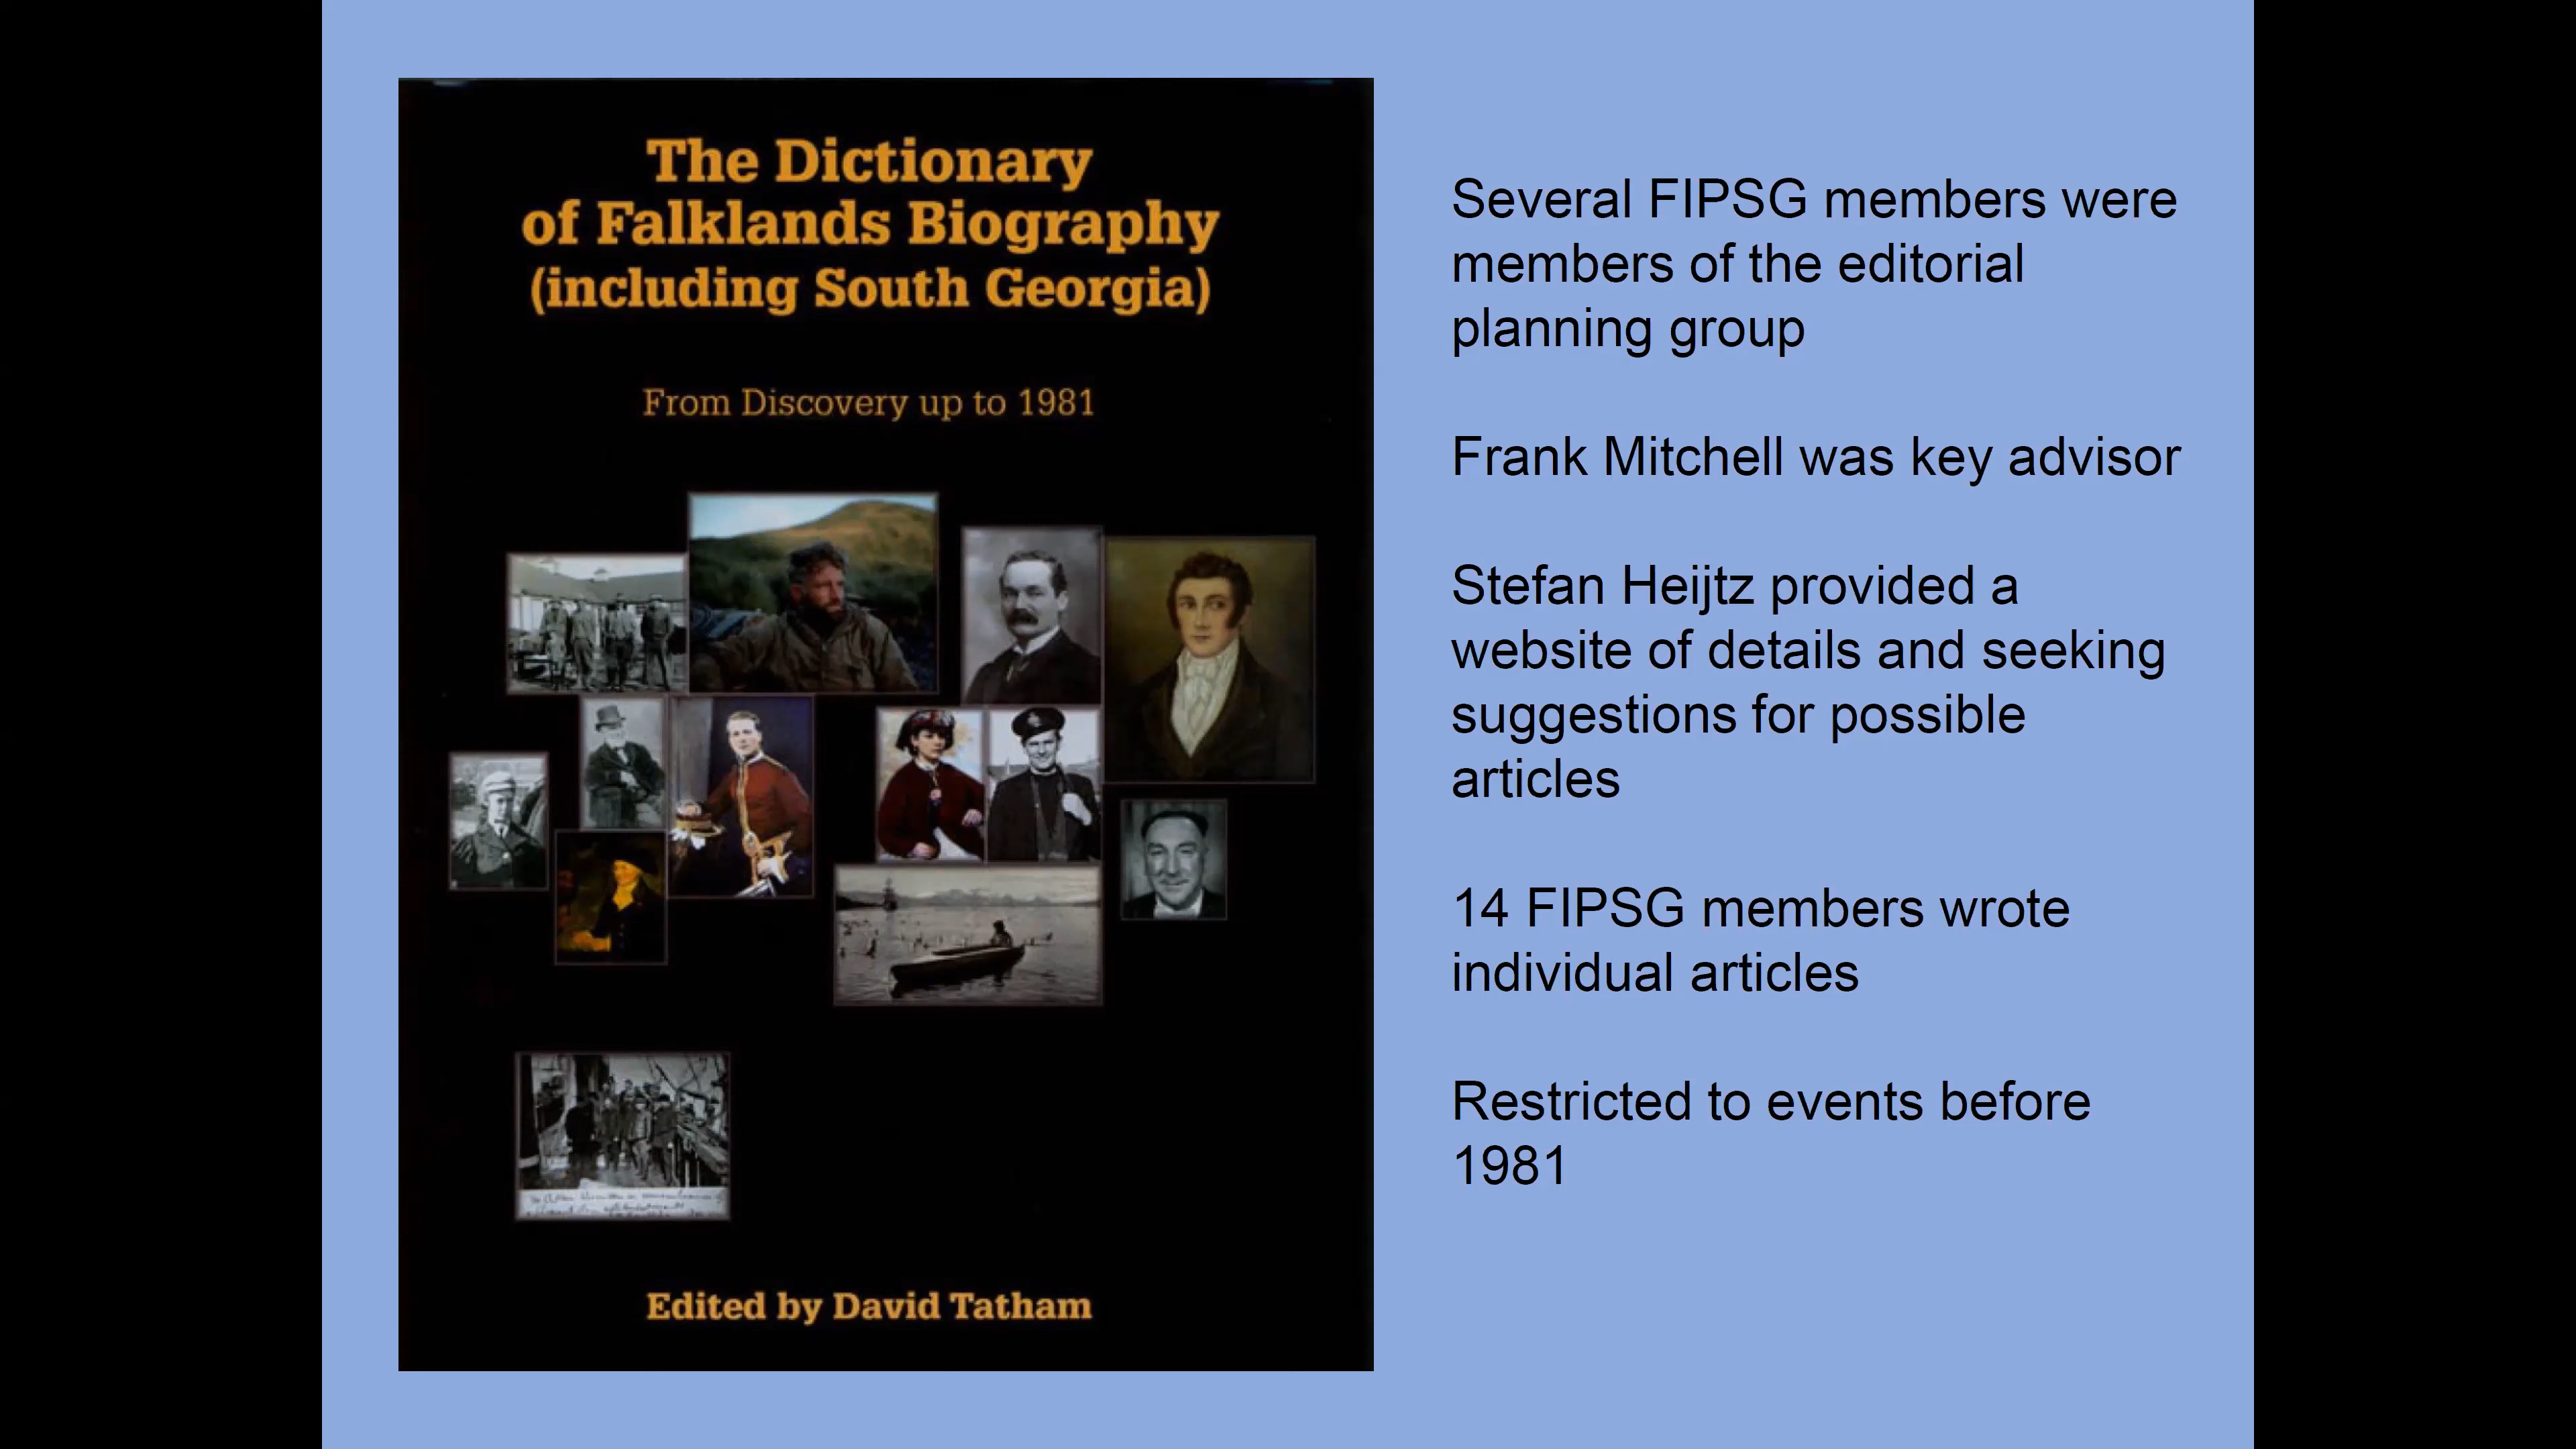 The Dictionary
of Falklands Biography
(including South Georgia)
From Discovery up to 1981
Edited by David Tatham
Several FIPSG members were
members of the editorial
planning group
Frank Mitchell was key advisor
Stefan Heijtz provided a
website of details and seeking
suggestions for possible
articles
14 FIPSG members wrote
individual articles
Restricted to events before
1981